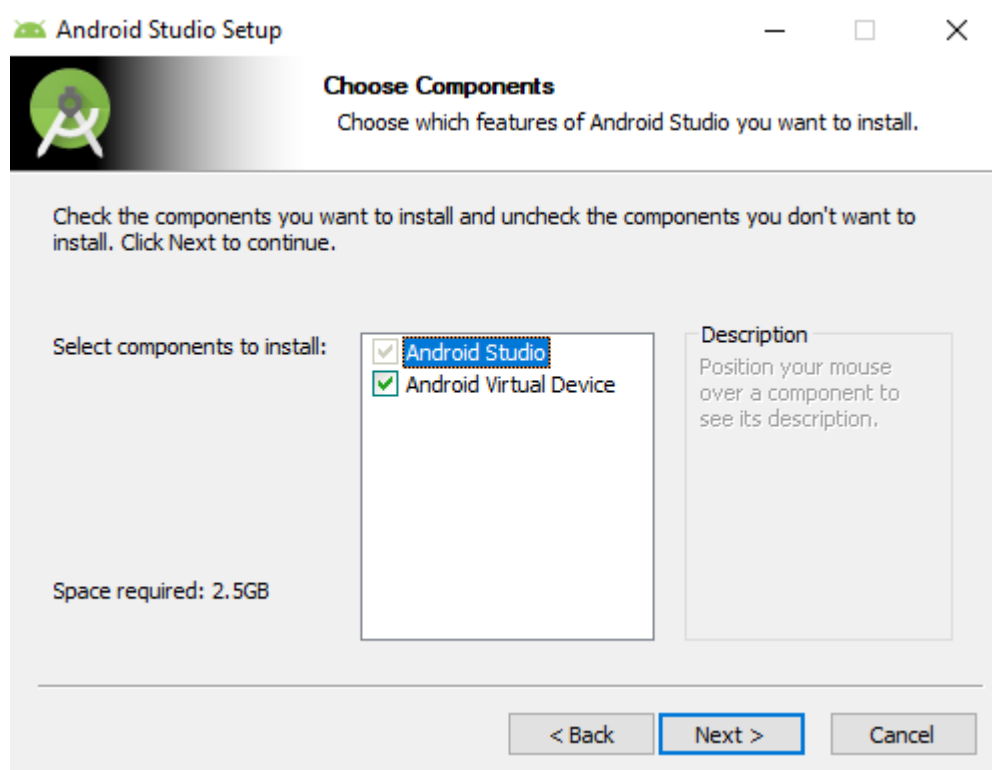 Android Studio Setup
Choose Components
Choose which features of Android Studio you want to install.
Check the components you want to install and uncheck the components you don't want to
install. Click Next to continue.
Select components to install:
Android Studio
Android Virtual Device
Description
Position your mouse
over a component to
see its description.
Space required: 2.5GB
< Back
Next >
Cancel